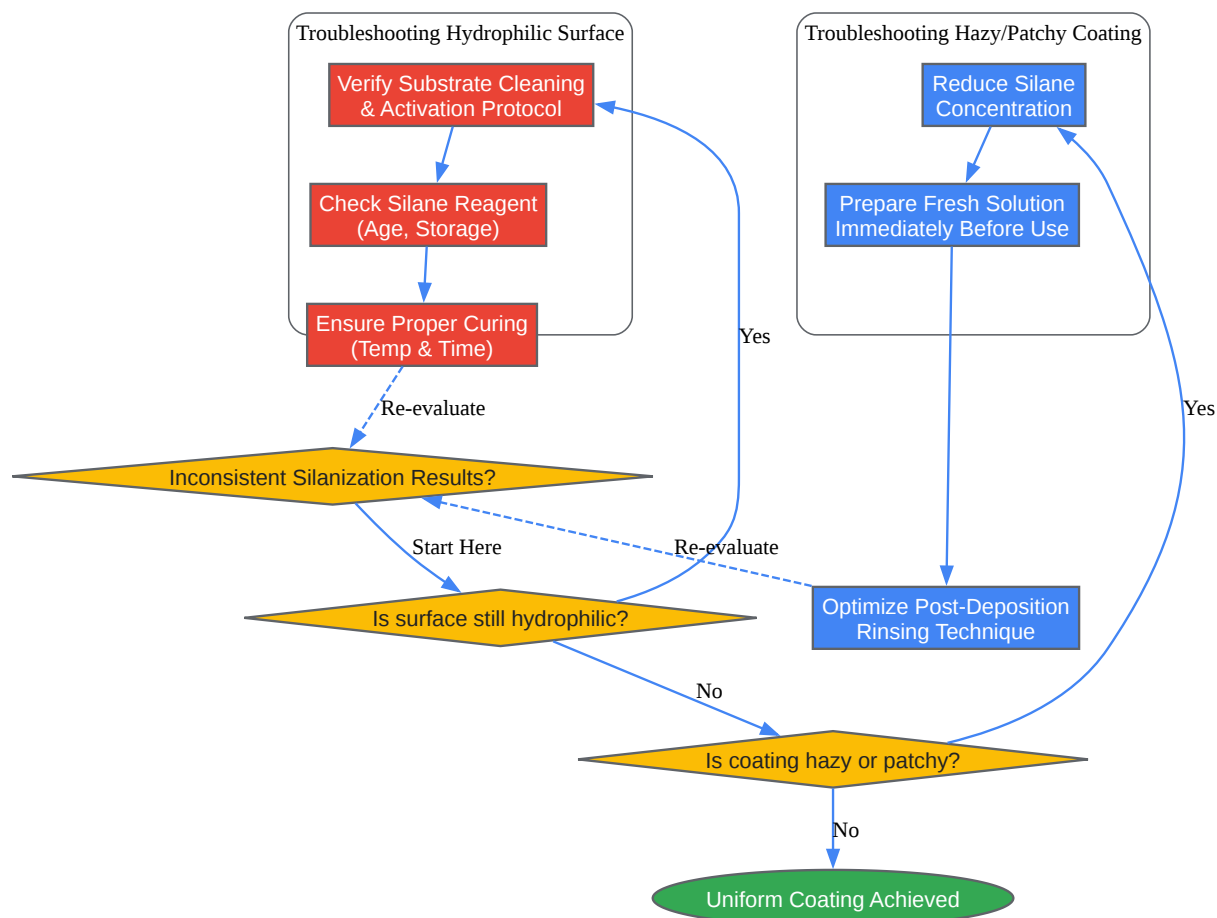 Troubleshooting Hydrophilic Surface
Troubleshooting Hazy/Patchy Coating
Verify Substrate Cleaning
& Activation Protocol
Reduce Silane
Concentration
Check Silane Reagent
(Age, Storage)
Prepare Fresh Solution
Immediately Before Use
Ensure Proper Curing
(Temp & Time)
Yes
Re-evaluate
Yes
Inconsistent Silanization Results?
Start Here
Re-evaluate
Is surface still hydrophilic?
Optimize Post-Deposition
Rinsing Technique
No
Is coating hazy or patchy?
No
Uniform Coating Achieved